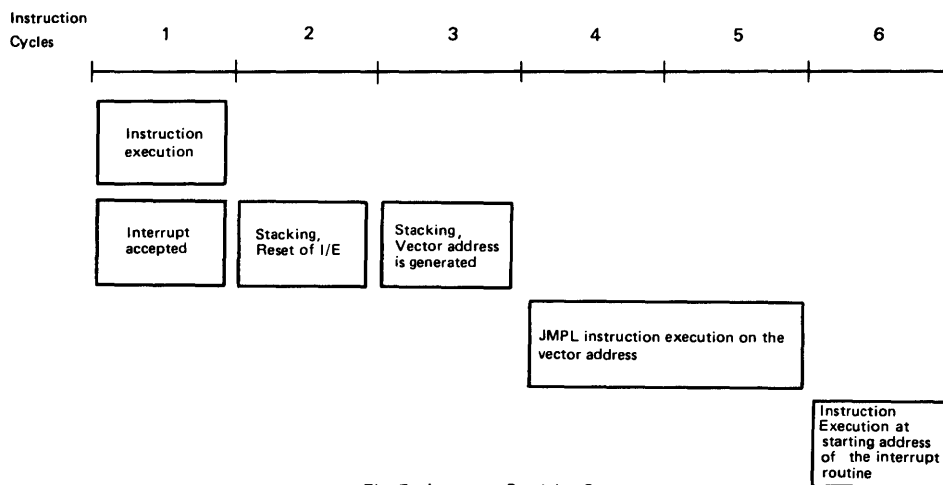 Instruction
Cycles
1 2 3 4 5 6
Instruction
execution
Interrupt
accepted
Stacking,
Reset of I/E
Stacking,
Vector address
is generated
JMPL instruction execution on the
vector address
Instruction
Execution at
starting address
of the interrupt
routine